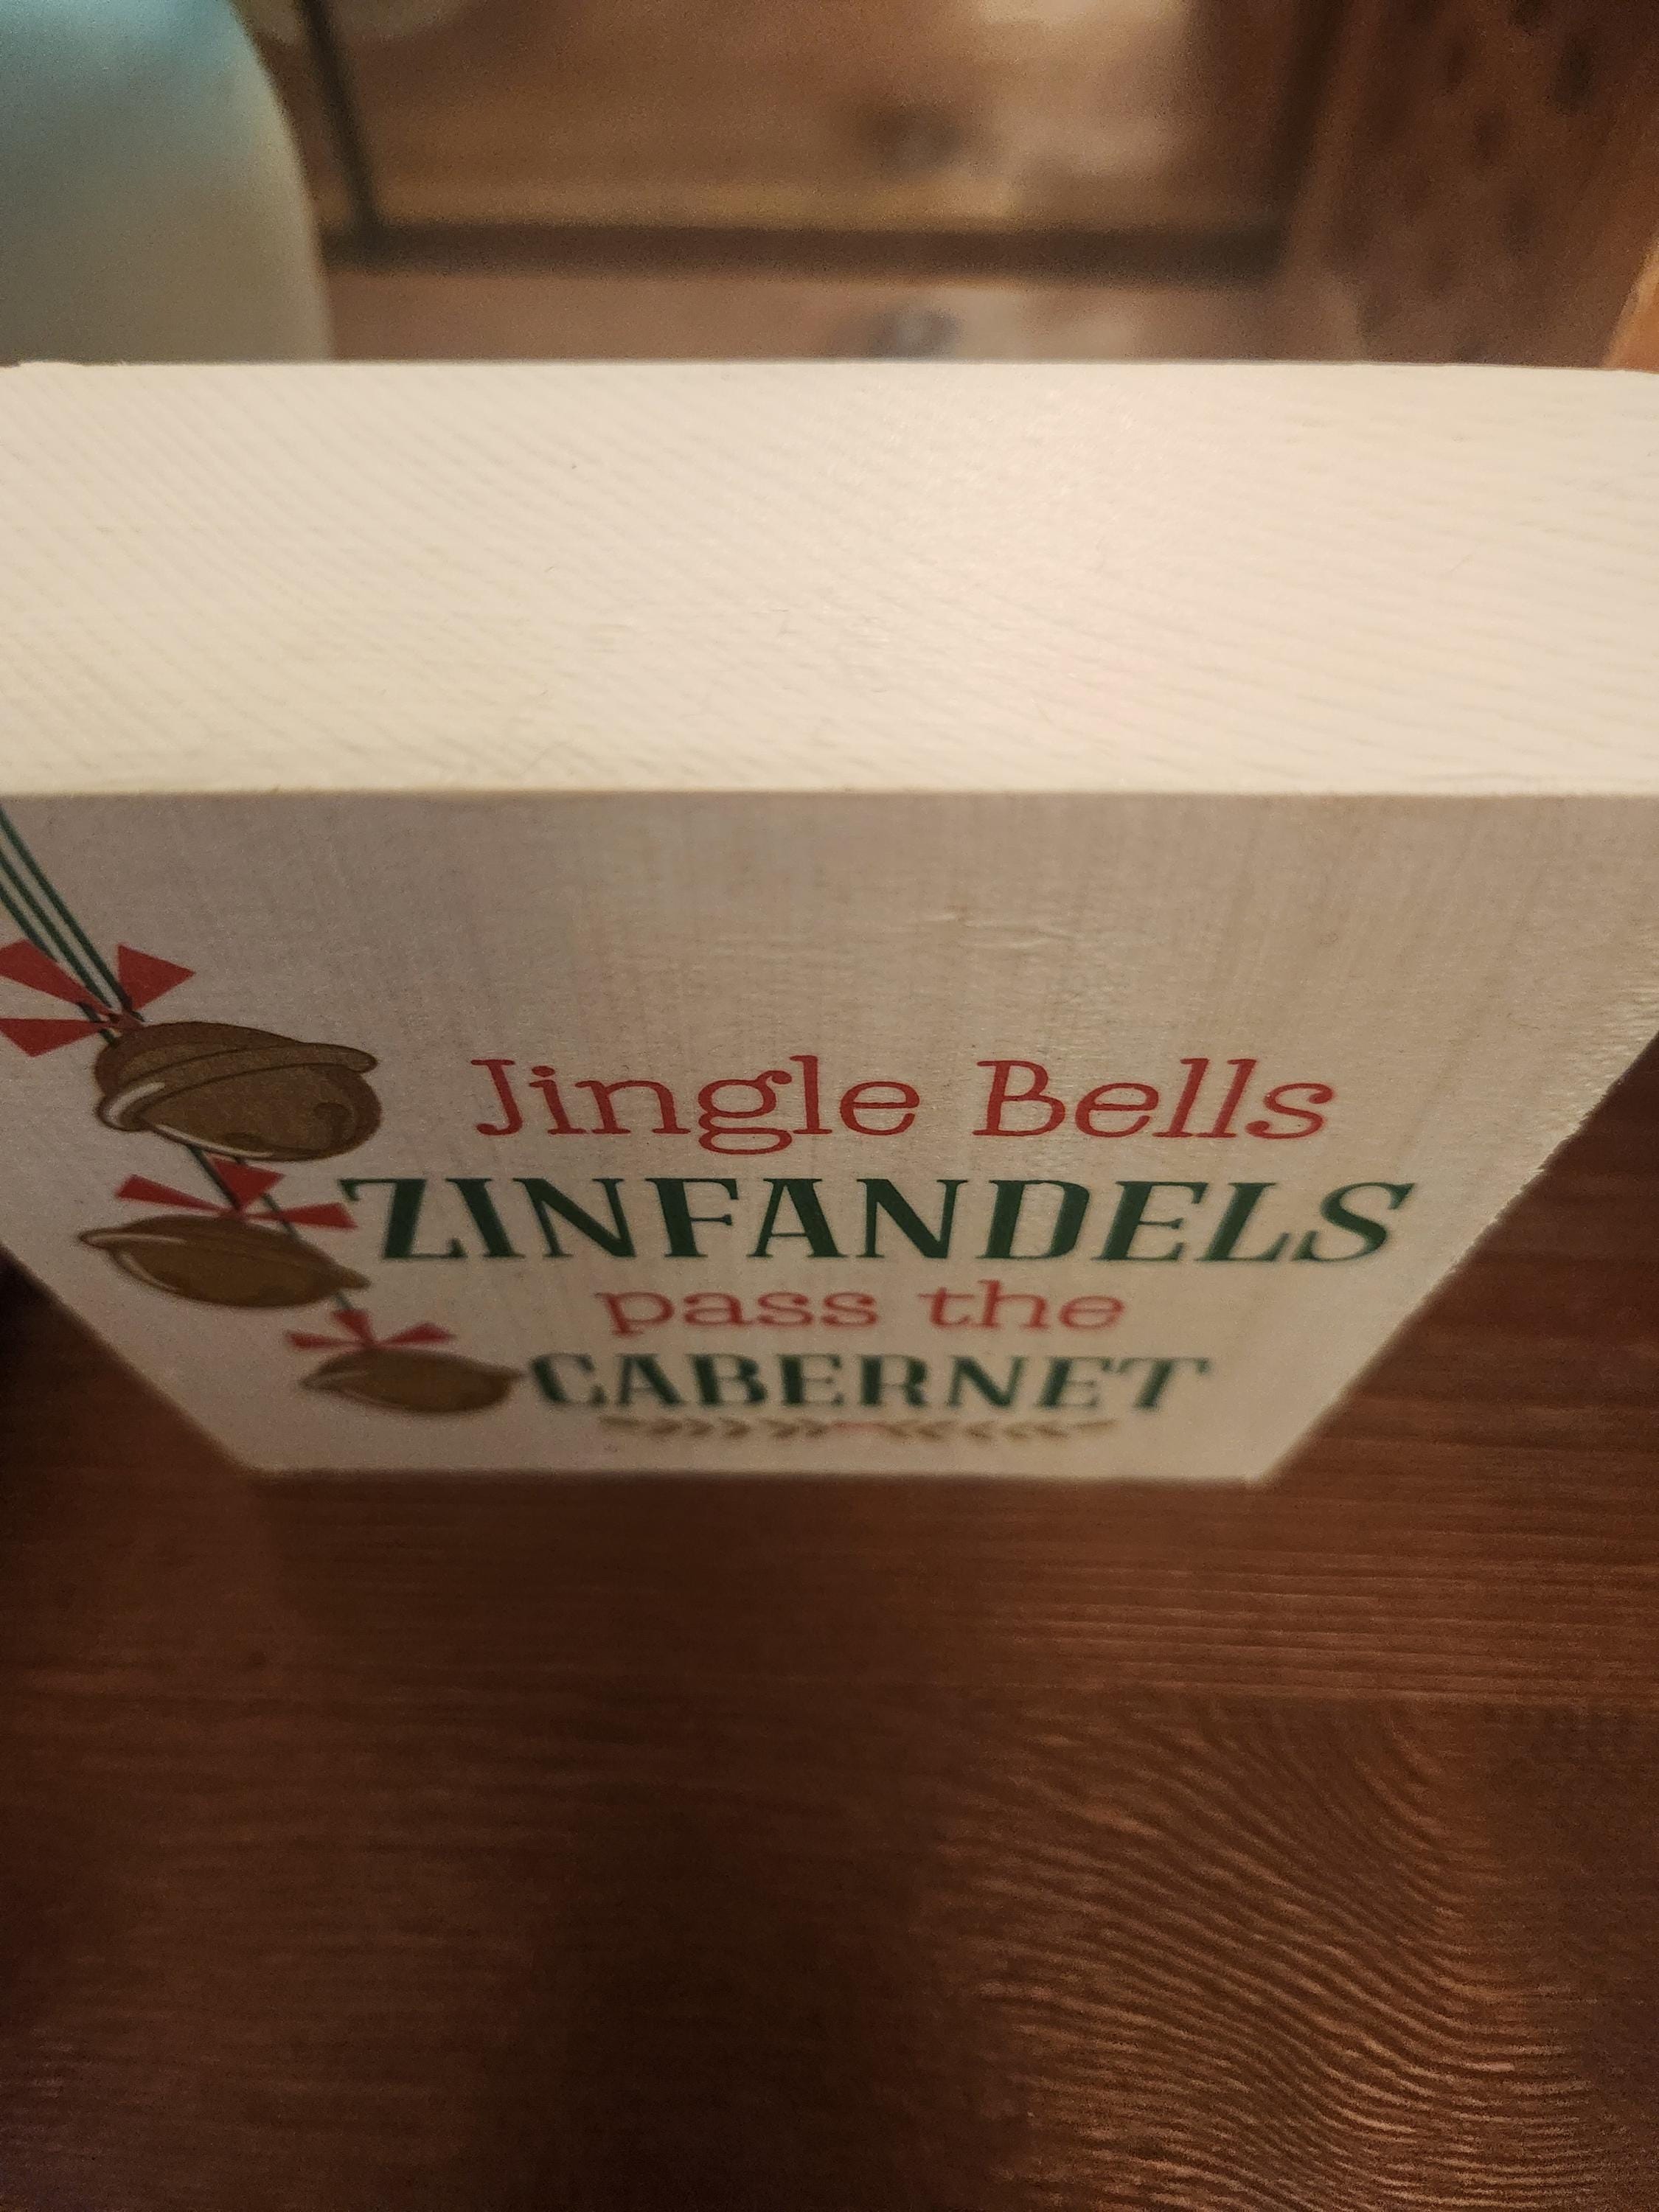 Jingle Bells
ZINFANDELS
pass the
CABERNET